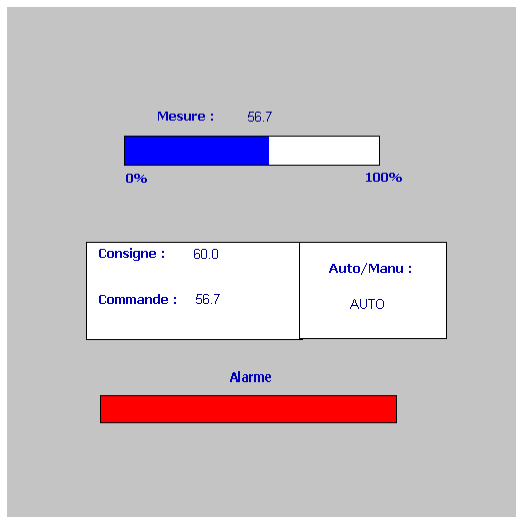 Mesure : 56.7
0% 100%
Consigne : 60.0
Auto/Manu :
Commande : 56.7
AUTO
Alarme